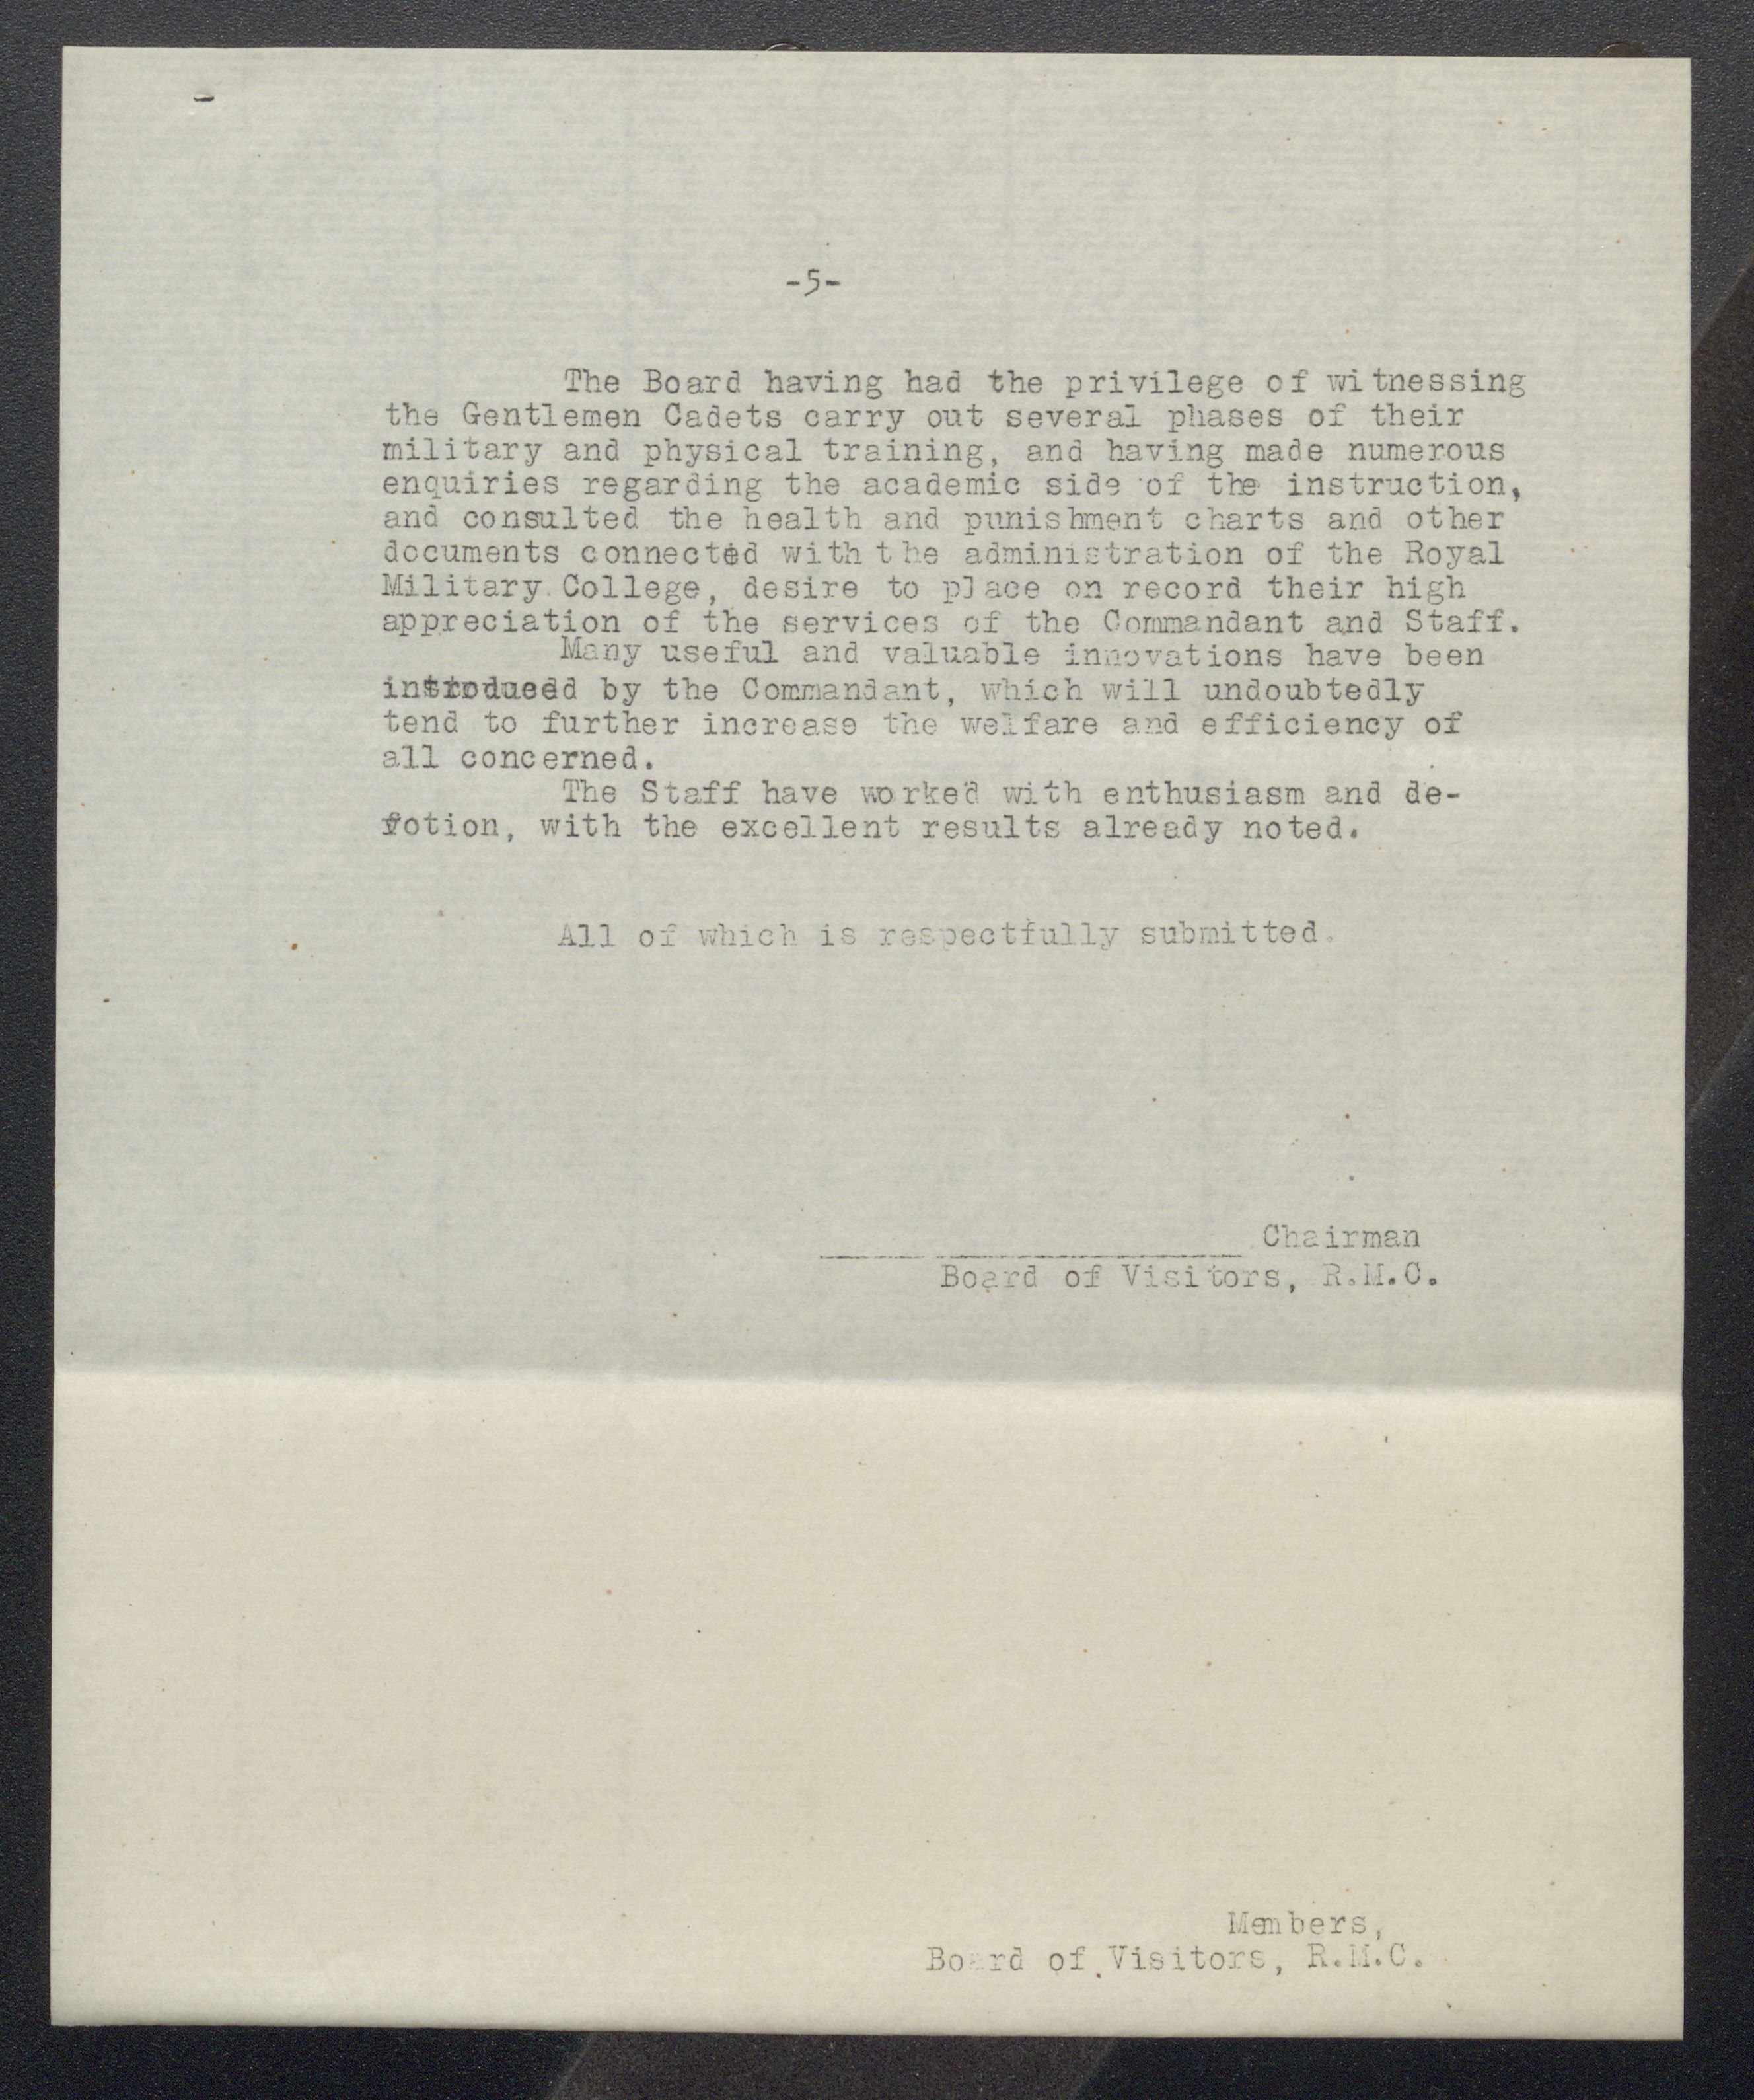 -5-
The Board having had the privilege of witnessing
the Gentlemen Cadets carry out several phases of their
military and physical training, and having made numerous
enquiries regarding the academic side of the instruction,
and consulted the health and punishment charts and other
documents connected with the administration of the Royal
Military College, desire to place on record their high
appreciation of the services of the Commandant and Staff.
Many useful and valuable innovations have been
introduced by the Commandant, which will undoubtedly
tend to further increase the welfare and efficiency of
all concerned.
The Staff have worked with enthusiasm and de-
votion, with the excellent results already noted.
All of which is respectfully submitted.
Chairman
Board of Visitors, R.M.C.
Members,
Board of Visitors, R.M.C.